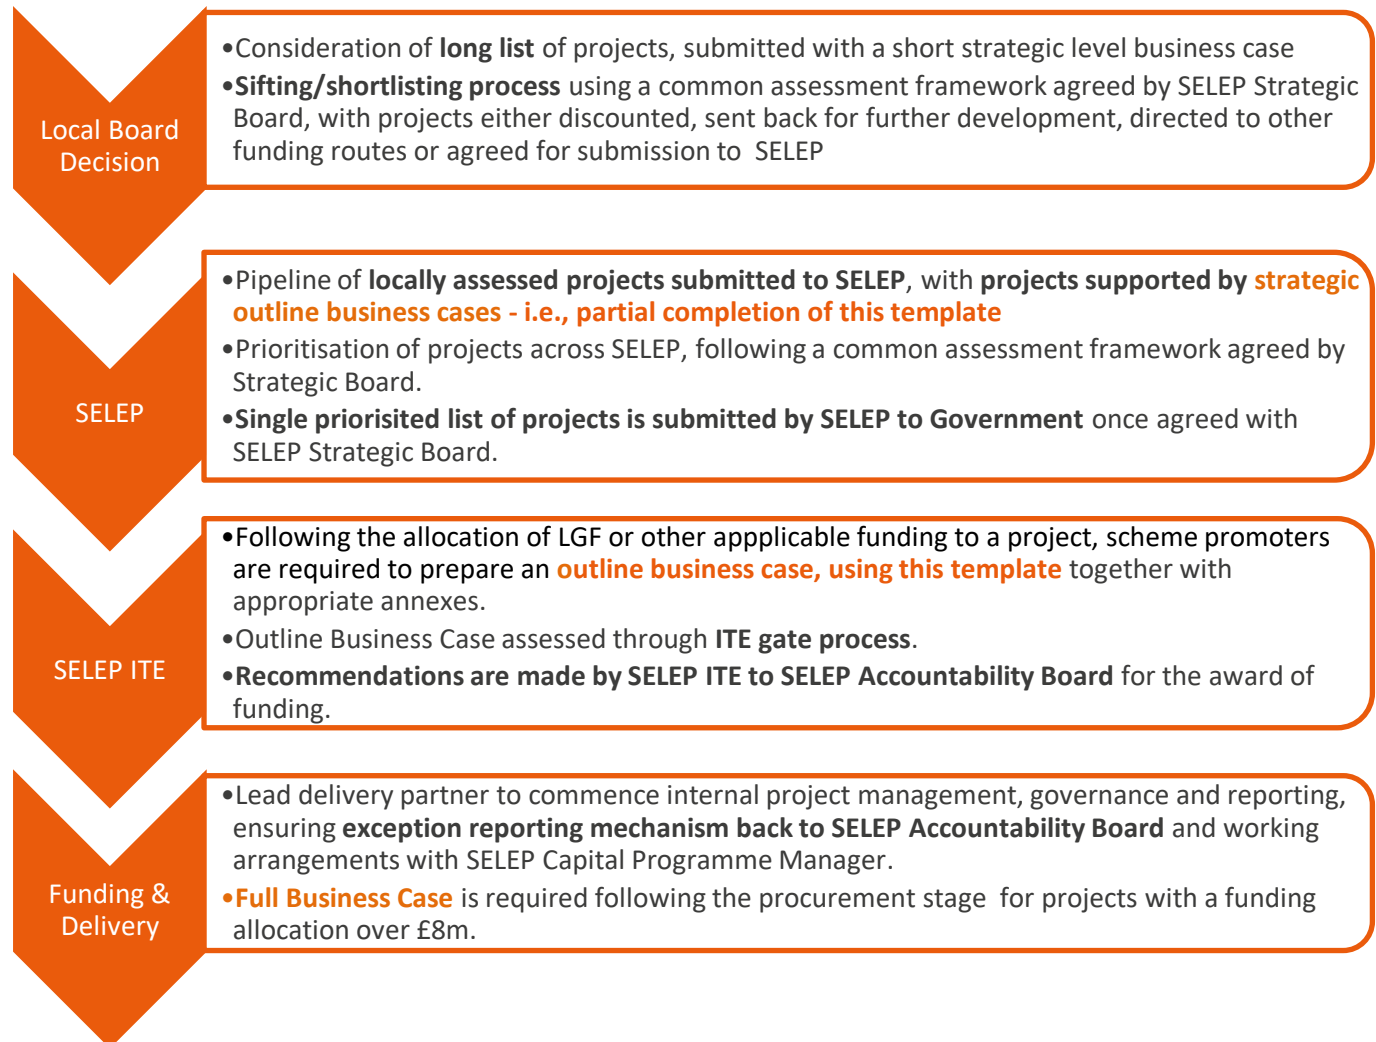 Local Board
Decision
•Consideration of long list of projects, submitted with a short strategic level business case
•Sifting/shortlisting process using a common assessment framework agreed by SELEP Strategic
Board, with projects either discounted, sent back for further development, directed to other
funding routes or agreed for submission to SELEP
SELEP
•Pipeline of locally assessed projects submitted to SELEP, with projects supported by strategic
outline business cases - i.e., partial completion of this template
•Prioritisation of projects across SELEP, following a common assessment framework agreed by
Strategic Board.
•Single priorisited list of projects is submitted by SELEP to Government once agreed with
SELEP Strategic Board.
SELEP ITE
•Following the allocation of LGF or other appplicable funding to a project, scheme promoters
are required to prepare an outline business case, using this template together with
appropriate annexes.
•Outline Business Case assessed through ITE gate process.
•Recommendations are made by SELEP ITE to SELEP Accountability Board for the award of
funding.
Funding &
Delivery
•Lead delivery partner to commence internal project management, governance and reporting,
ensuring exception reporting mechanism back to SELEP Accountability Board and working
arrangements with SELEP Capital Programme Manager.
•Full Business Case is required following the procurement stage for projects with a funding
allocation over £8m.